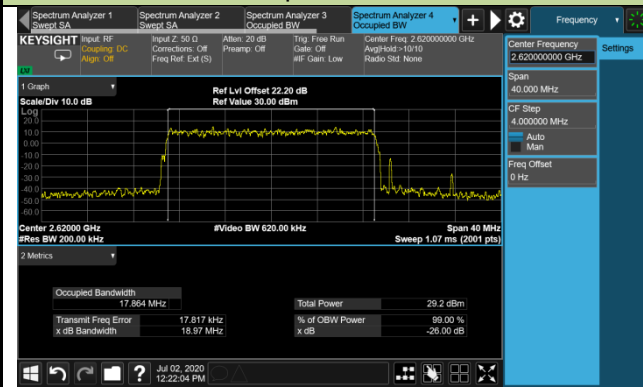 Spectrum Analyzer 1
Swept SA
Spectrum Analyzer 2
Swept SA
Spectrum Analyzer 3
Occupied BW
Spectrum Analyzer 4
Occupied BW
Frequency
KEYSIGHT
Input: RF
Coupling: DC
Align: Off
Input Z: 50 Ω
Corrections: Off
Freq Ref: Ext (S)
Atten: 20 dB
Preamp: Off
Trig: Free Run
Gate: Off
#IF Gain: Low
Center Freq: 2.620000000 GHz
Avg|Hold:>10/10
Radio Std: None
LVI
Center Frequency
2.620000000 GHz
Settings
Span
40.000 MHz
CF Step
4.000000 MHz
Auto
Man
Freq Offset
0 Hz
1 Graph
Scale/Div 10.0 dB
Ref Lvl Offset 22.20 dB
Ref Value 30.00 dBm
Log
20.0
10.0
0.00
-10.0
-20.0
-30.0
-40.0
-50.0
-60.0
Center 2.62000 GHz
#Video BW 620.00 kHz
Span 40 MHz
#Res BW 200.00 kHz
Sweep 1.07 ms (2001 pts)
2 Metrics
Occupied Bandwidth
17.864 MHz
Total Power
29.2 dBm
Transmit Freq Error
17.817 kHz
% of OBW Power
99.00 %
x dB Bandwidth
18.97 MHz
x dB
-26.00 dB
Jul 02, 2020
12:22:04 PM